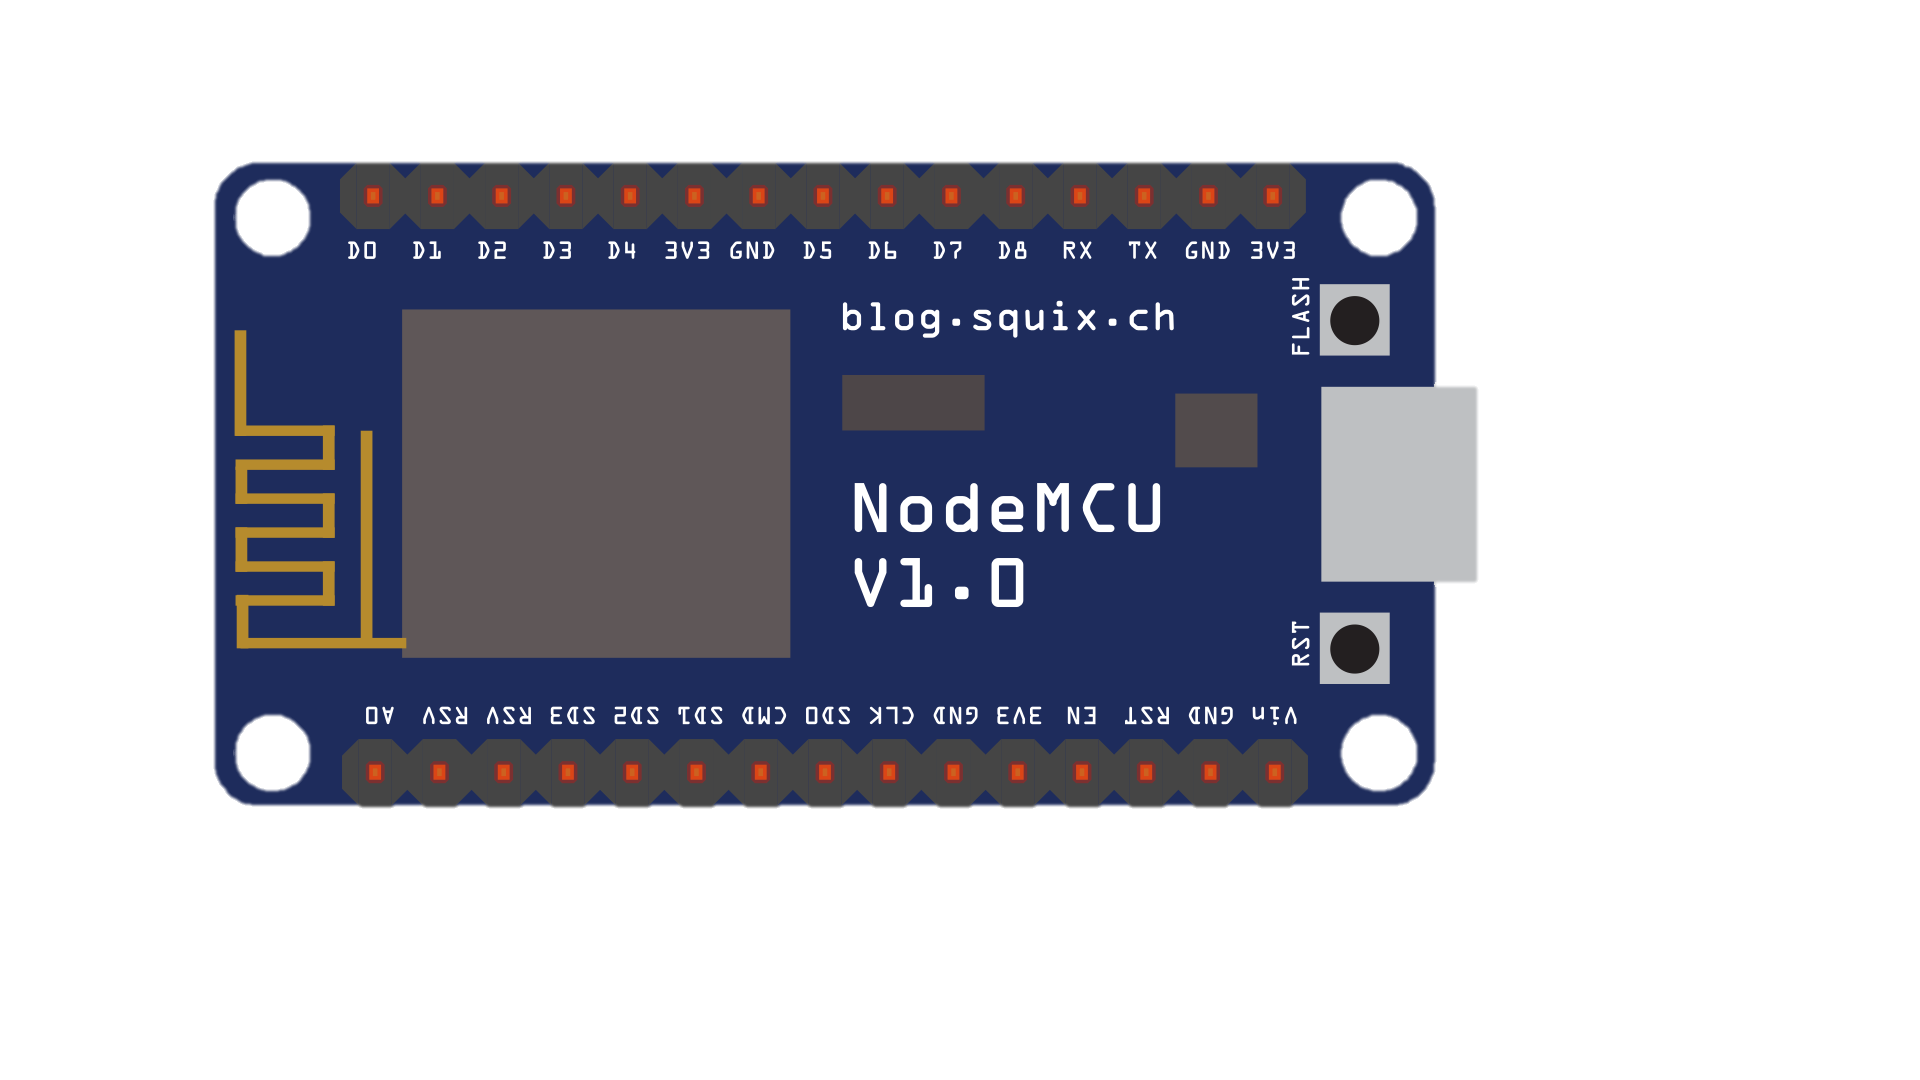 D0 D1 D2 D3 D4 3V3 GND D5 D6 D7 D8 RX TX GND 3V3
FLASH
blog.squix.ch
NodeMCU
V1.0
RST
A0 RSV RSV SD3 SD2 SD1 CMD SD0 CLK GND 3V3 EN RST GND Vin